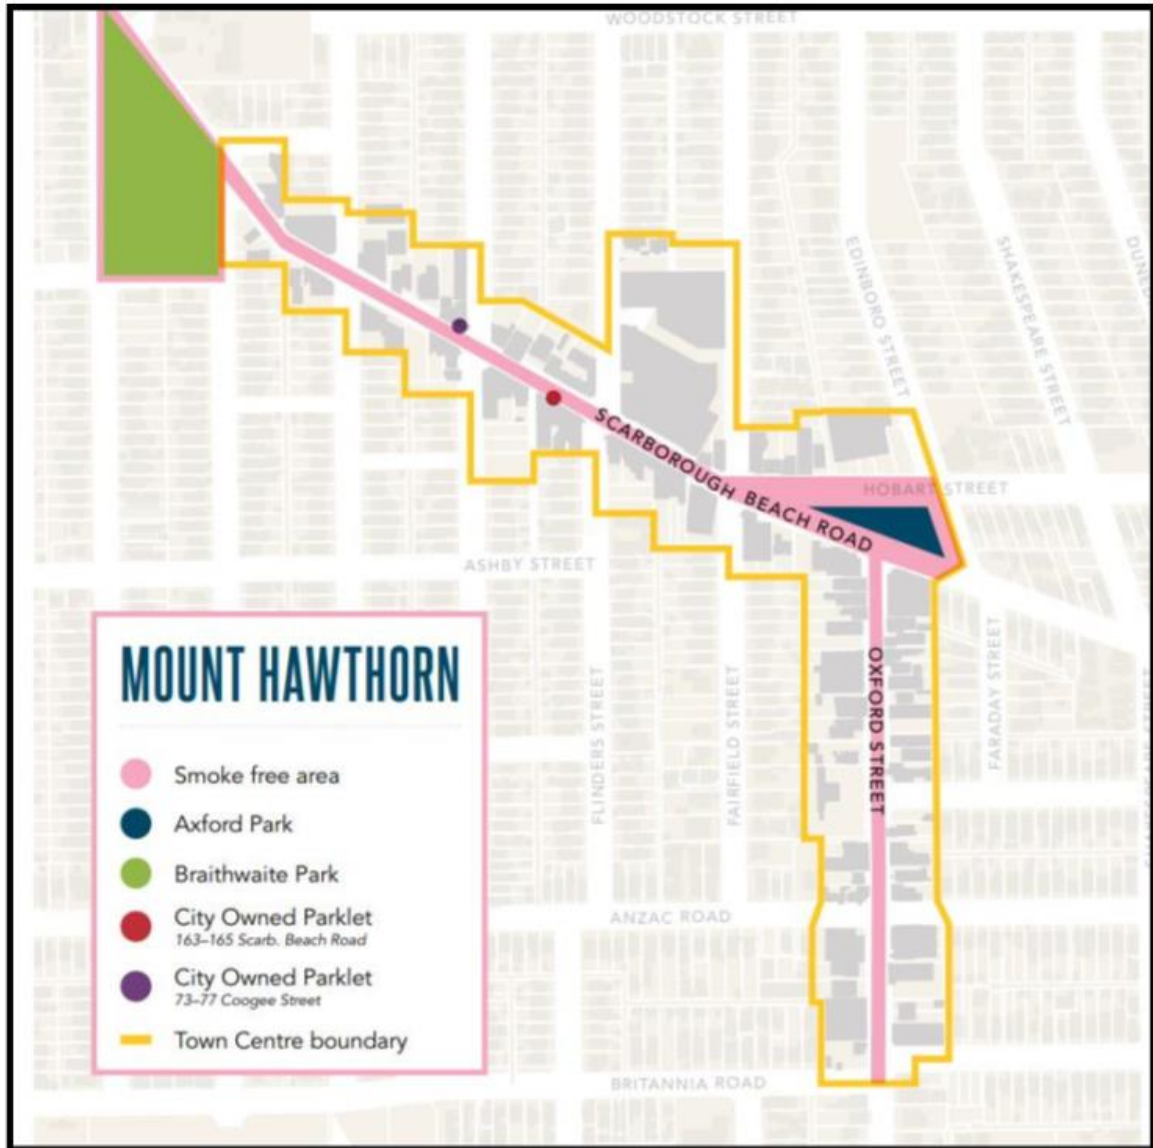 WOODSTOCK STREET
EDINBORO STREET
SHAKESPEARE STREET
SCARBOROUGH BEACH ROAD
HOBART STREET
ASHBY STREET
FLINDERS STREET
FAIRFIELD STREET
OXFORD STREET
FARADAY STREET
ANZAC ROAD
BRITANNIA ROAD
MOUNT HAWTHORN
Smoke free area
Axford Park
Braithwaite Park
City Owned Parklet
163–165 Scarb. Beach Road
City Owned Parklet
73–77 Coogee Street
Town Centre boundary